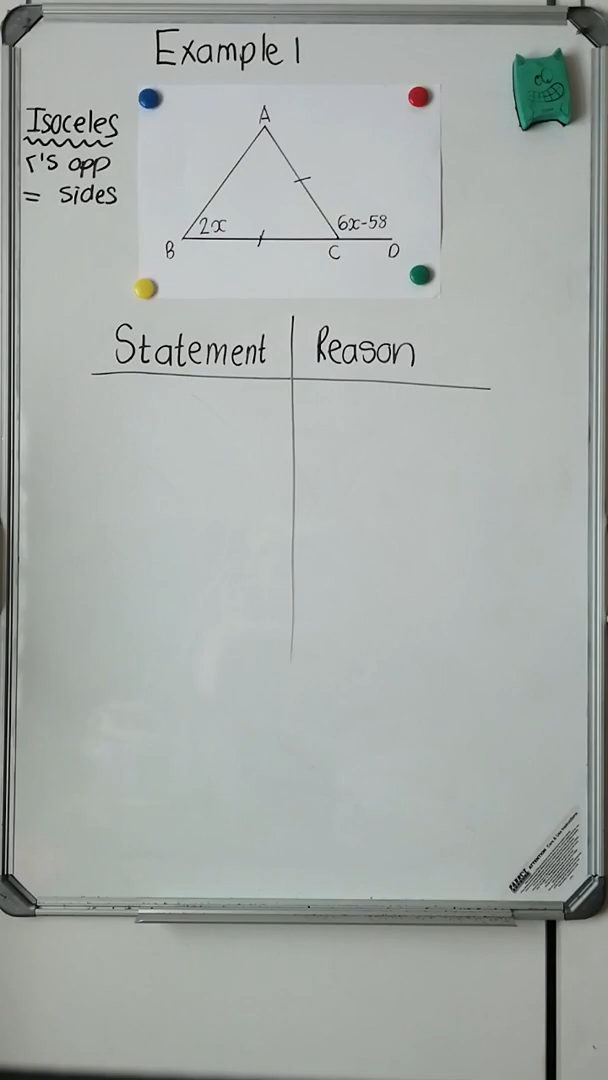 Example 1
Isoceles
r's opp
= sides
A
2x
6x-58
B
C
D
Statement
Reason